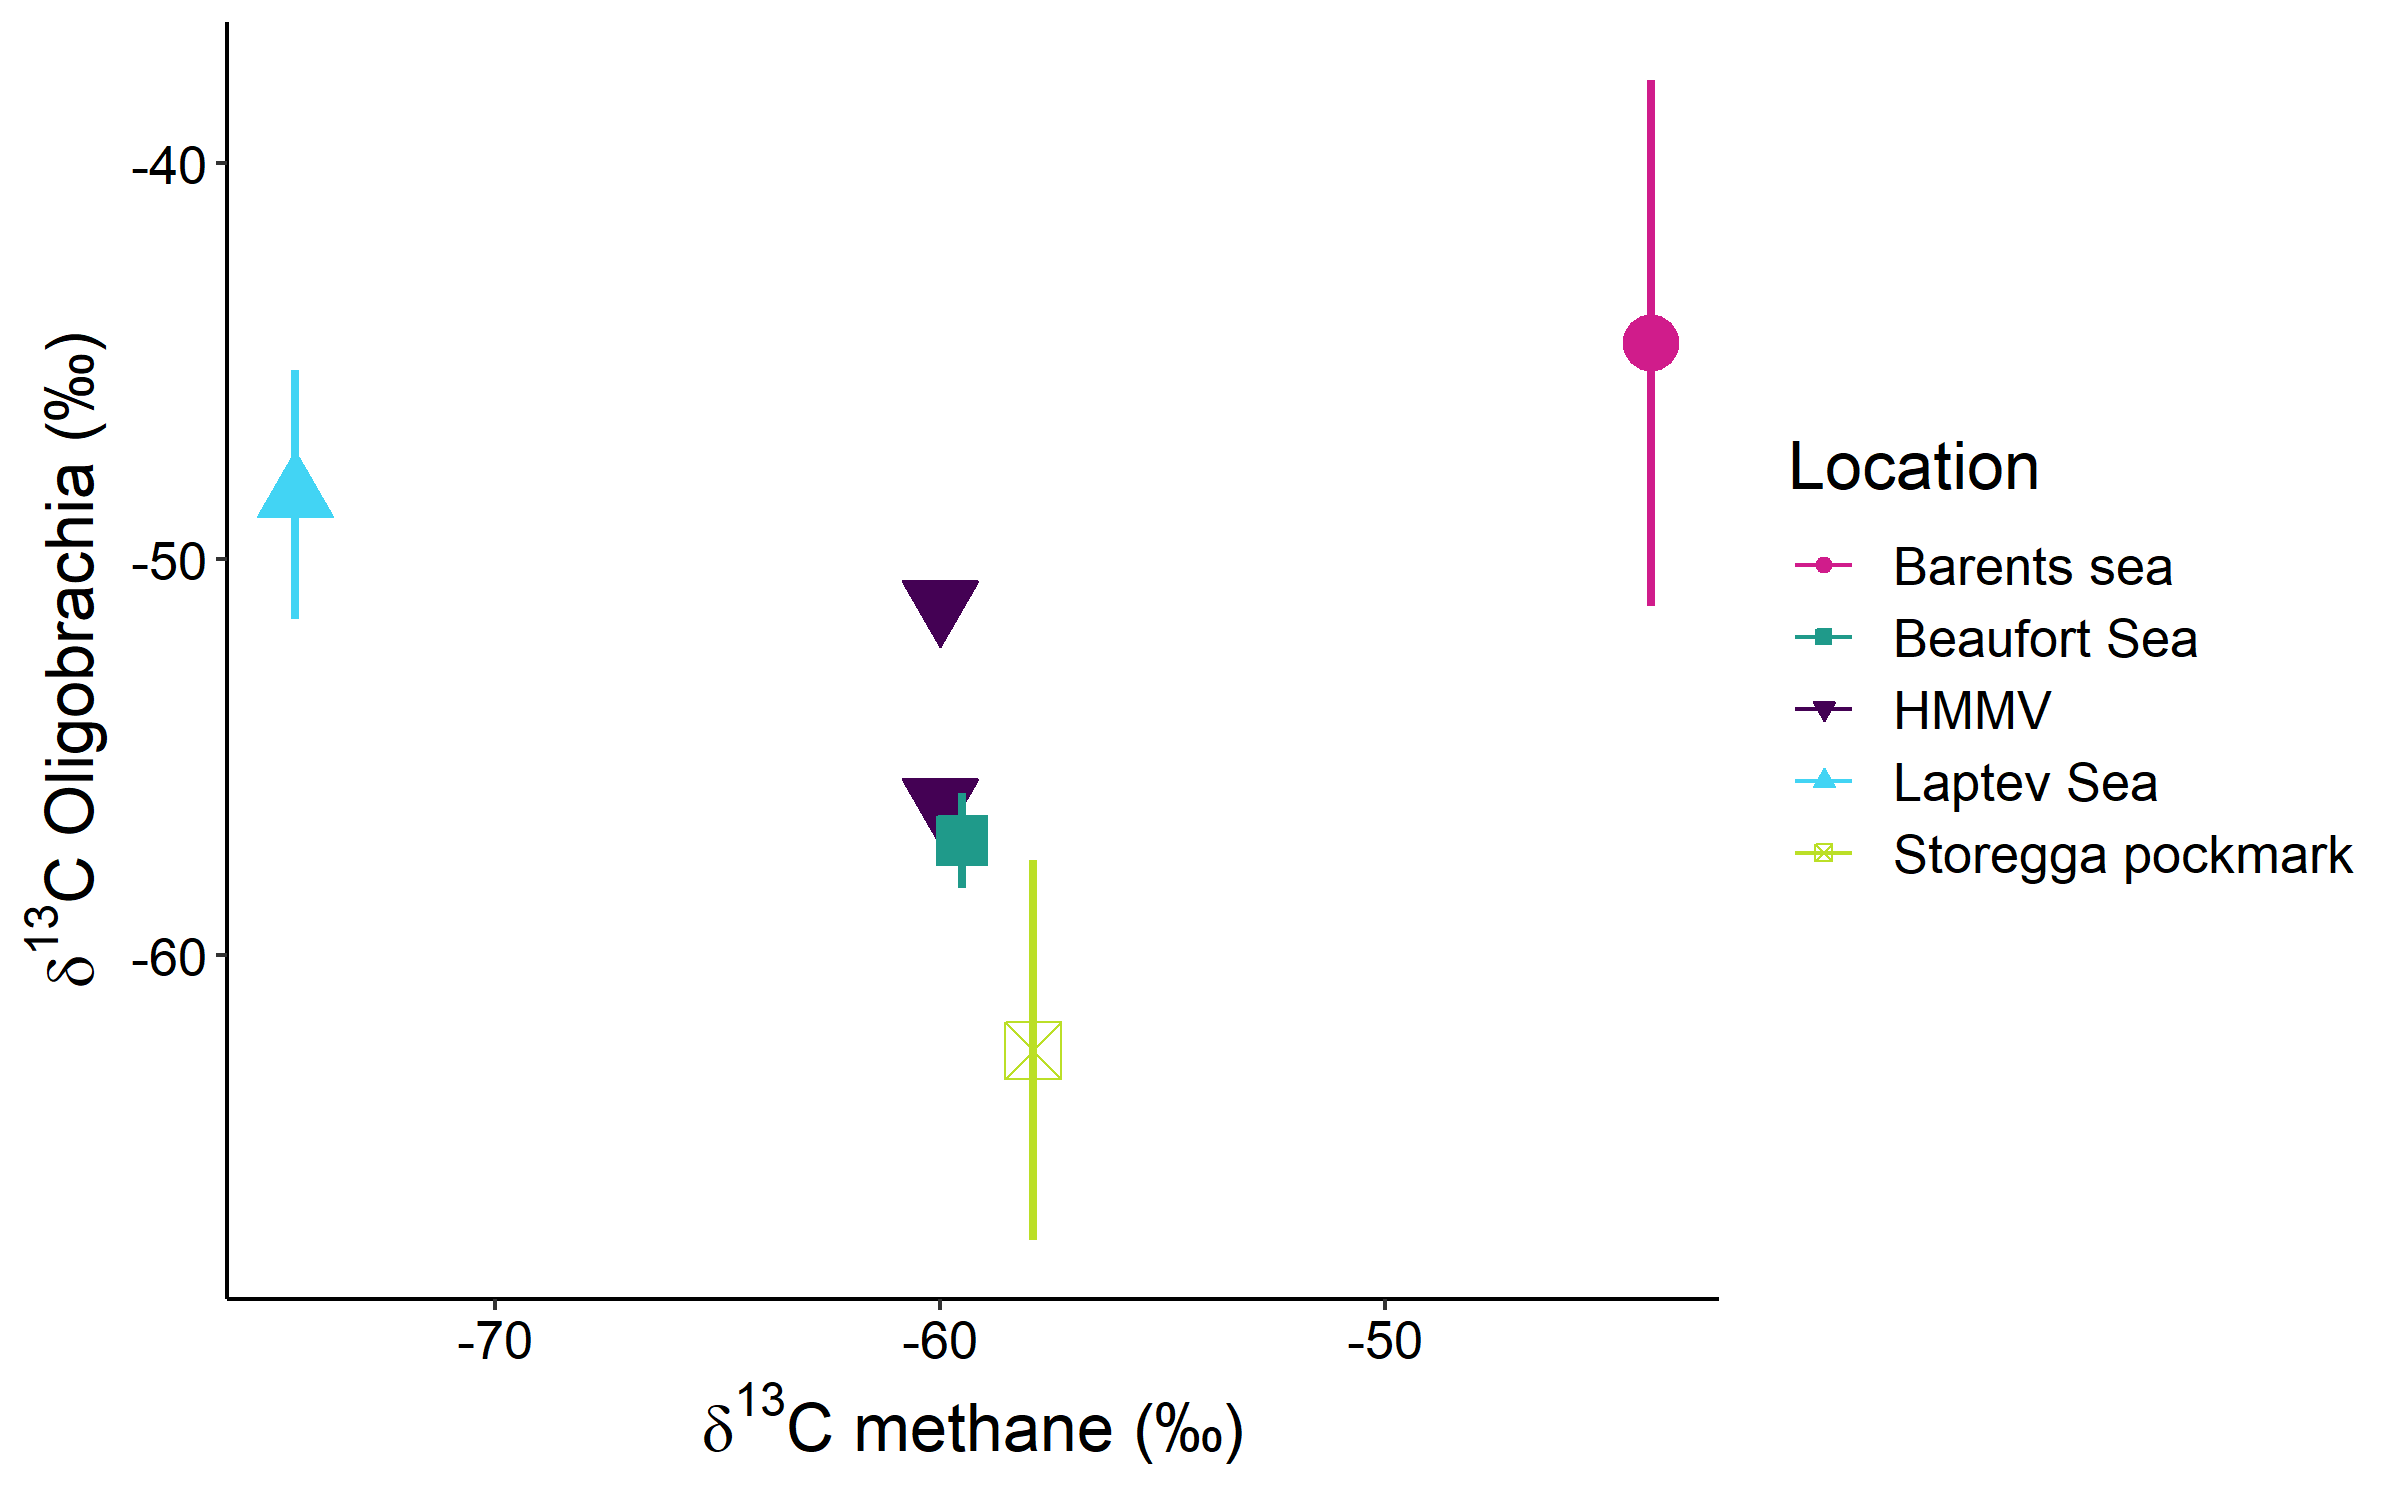 -40
-50
-60
δ¹³C Oligobrachia (‰)
-70
-60
-50
δ¹³C methane (‰)
Location
Barents sea
Beaufort Sea
HMMV
Laptev Sea
Storegga pockmark